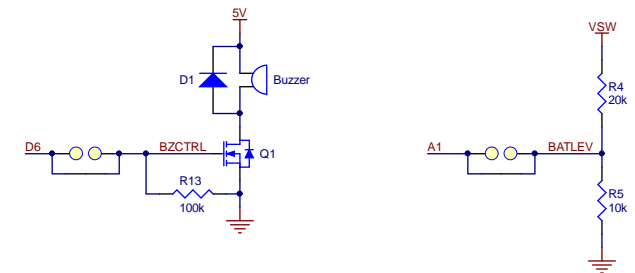 5V
D1
Buzzer
D6
BZCTRL
Q1
R13
100k
VSW
R4
20k
A1
BATLEV
R5
10k